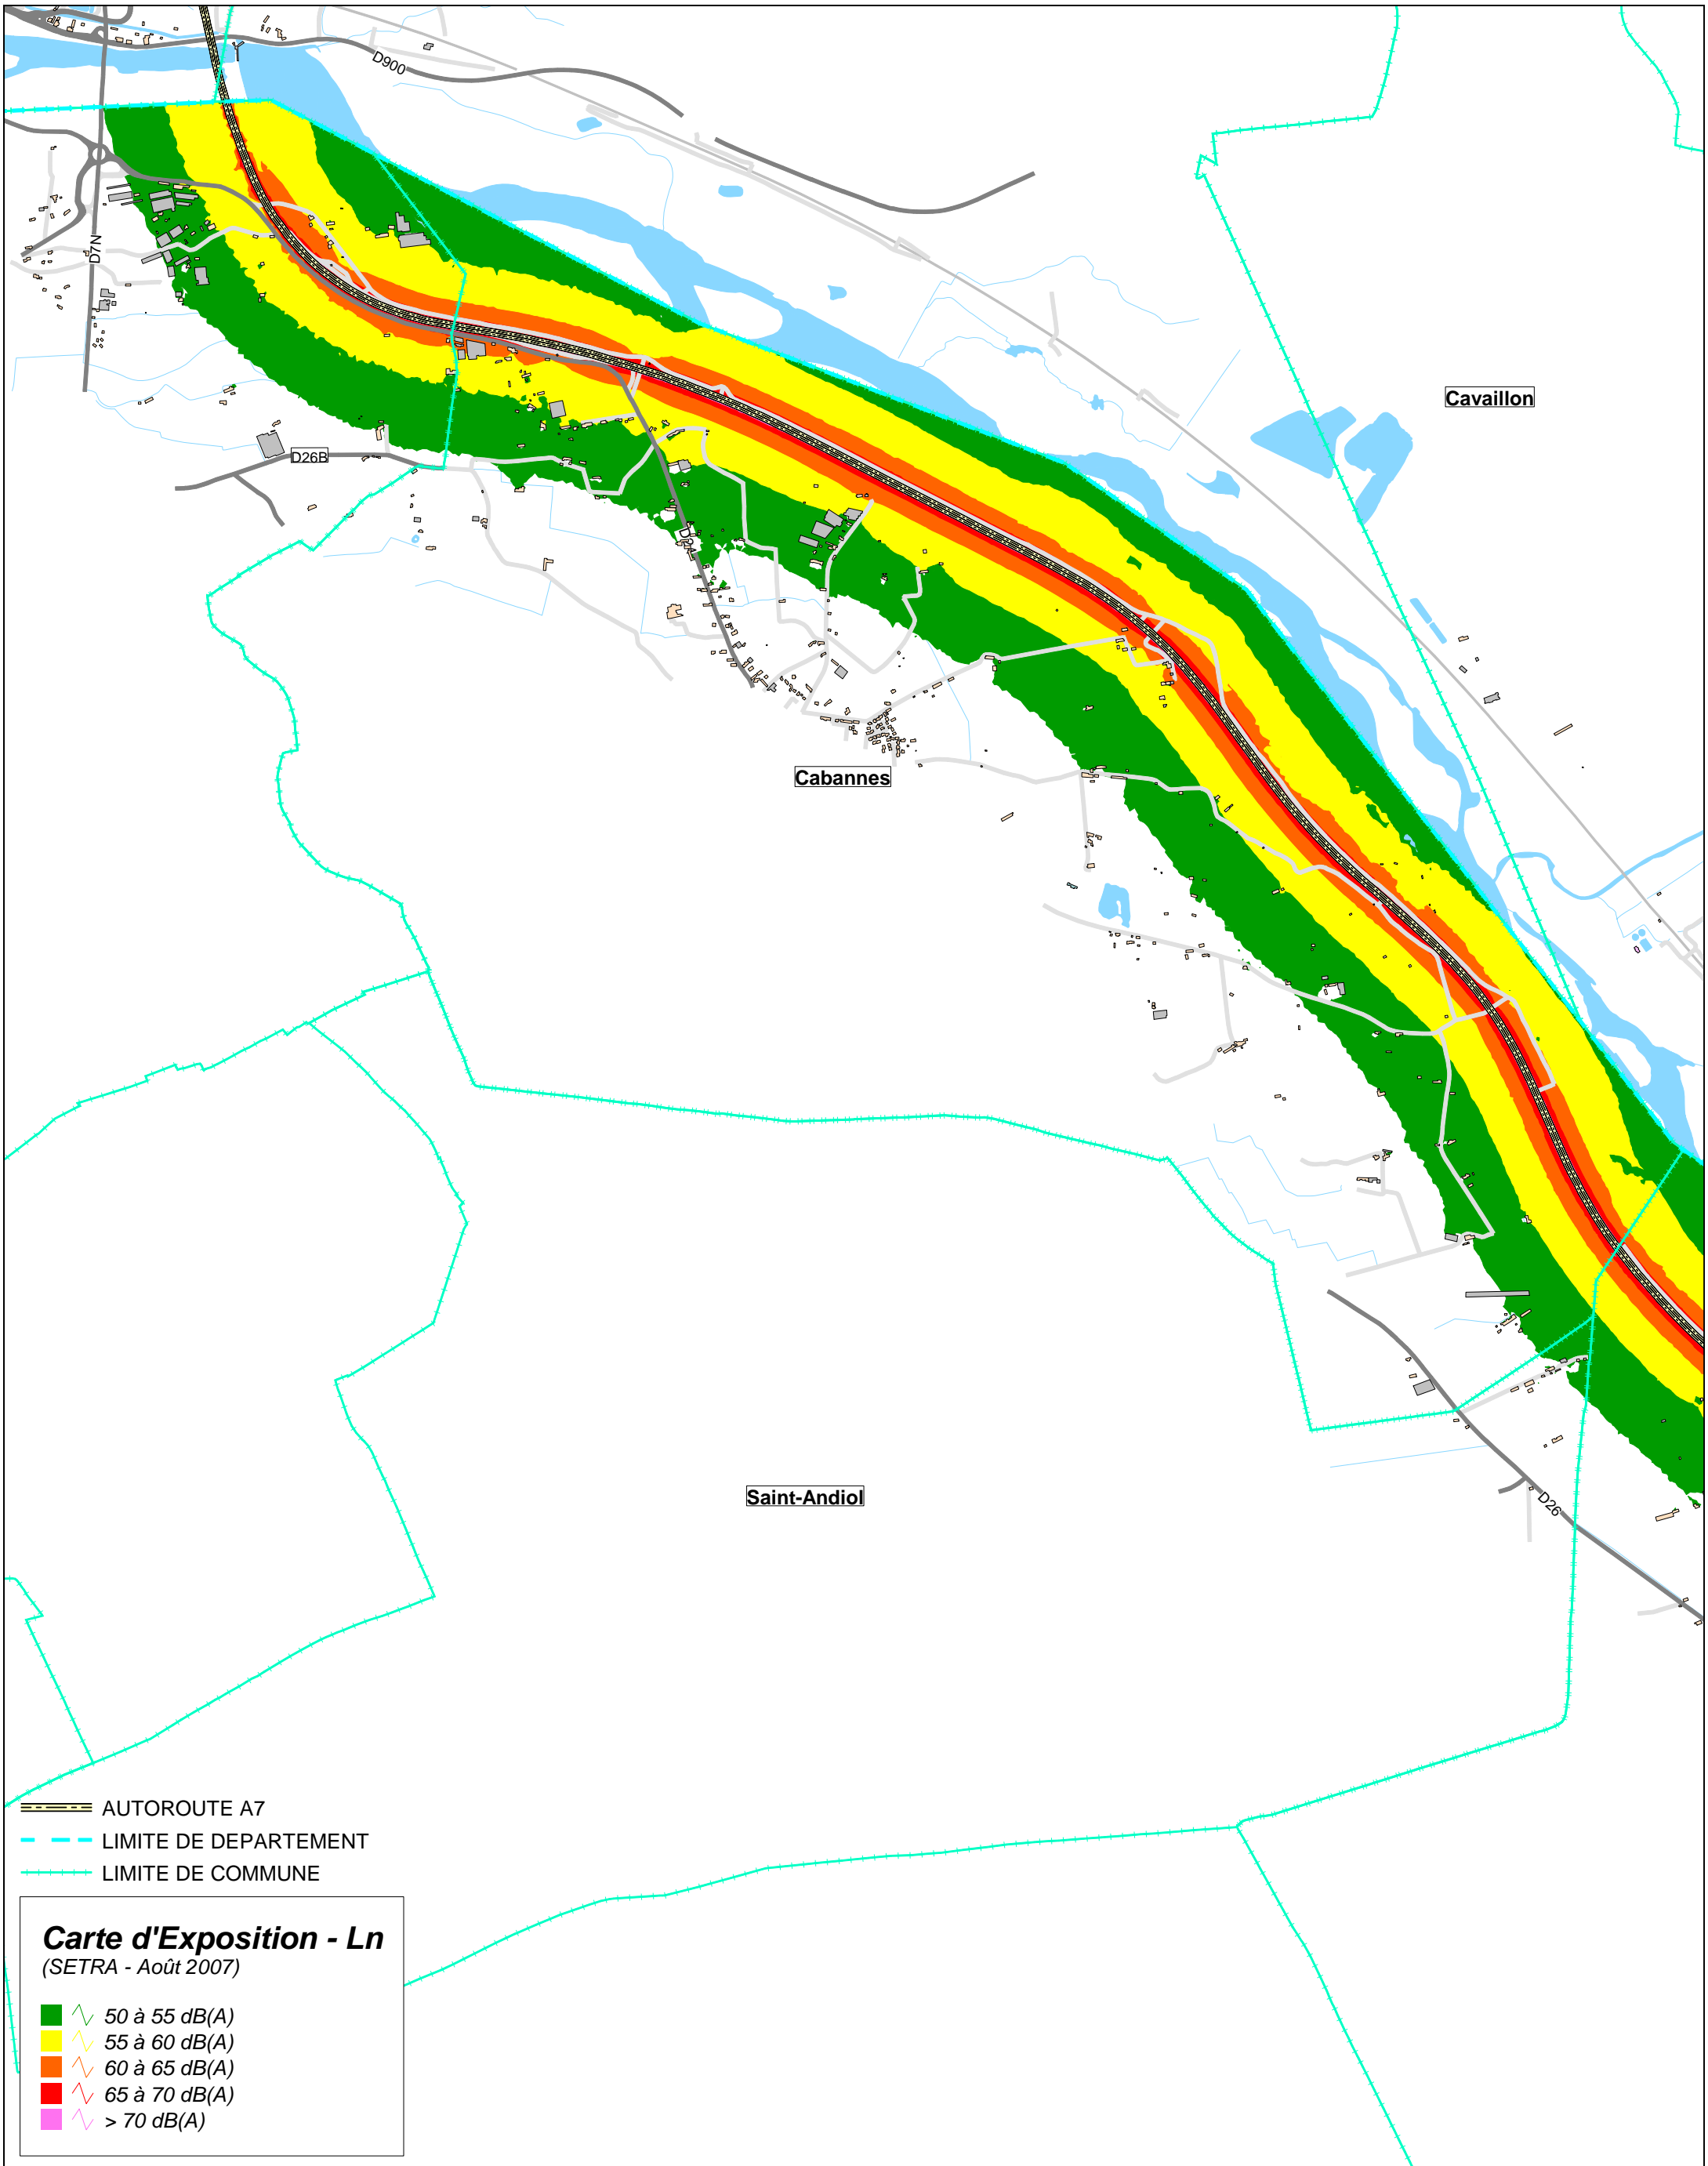 D900
D7N
Cavaillon
D26B
Cabannes
Saint-Andiol
D26
AUTOROUTE A7
LIMITE DE DEPARTEMENT
LIMITE DE COMMUNE
Carte d'Exposition - Ln
(SETRA - Août 2007)
50 à 55 dB(A)
55 à 60 dB(A)
60 à 65 dB(A)
65 à 70 dB(A)
> 70 dB(A)